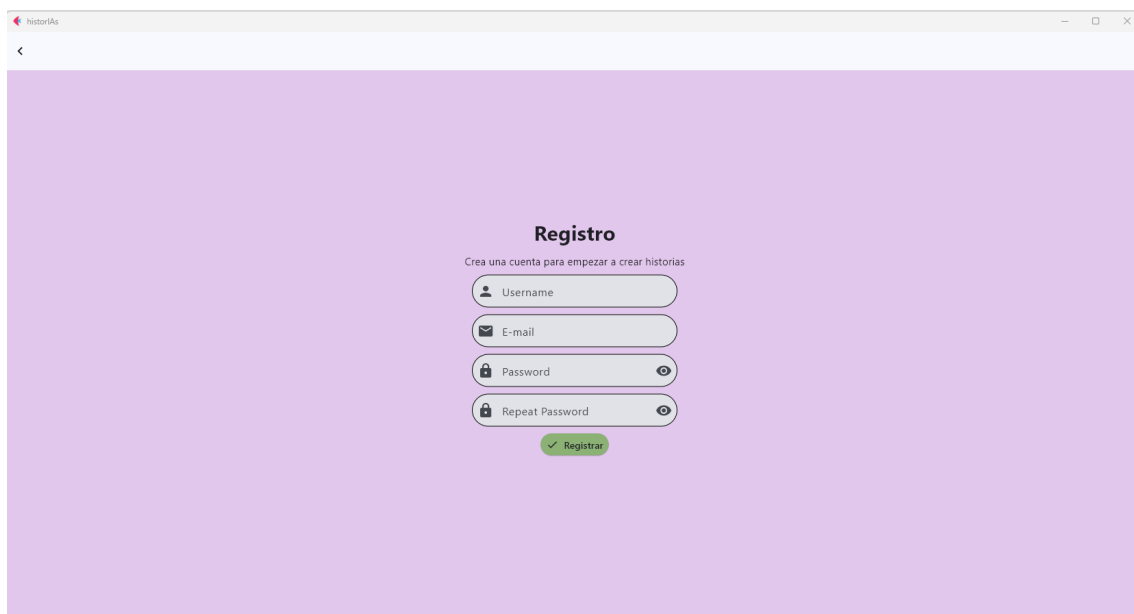 historIAs
Registro
Crea una cuenta para empezar a crear historias
Username
E-mail
Password
Repeat Password
Registrar